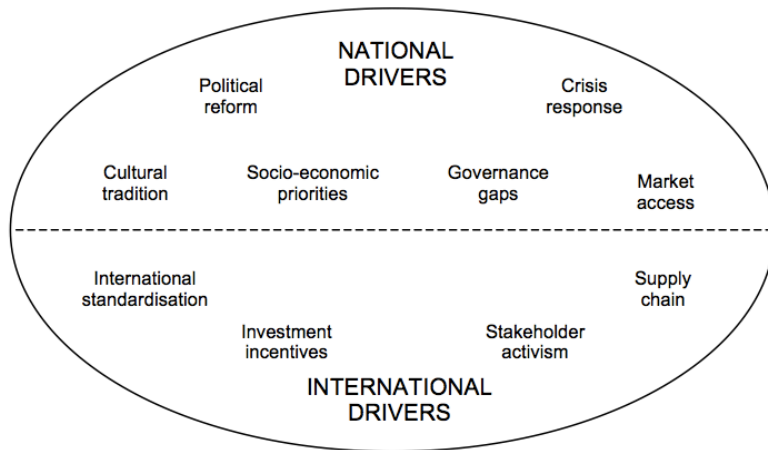 NATIONAL
DRIVERS
Political
reform
Crisis
response
Cultural
tradition
Socio-economic
priorities
Governance
gaps
Market
access
International
standardisation
Supply
chain
Investment
incentives
Stakeholder
activism
INTERNATIONAL
DRIVERS